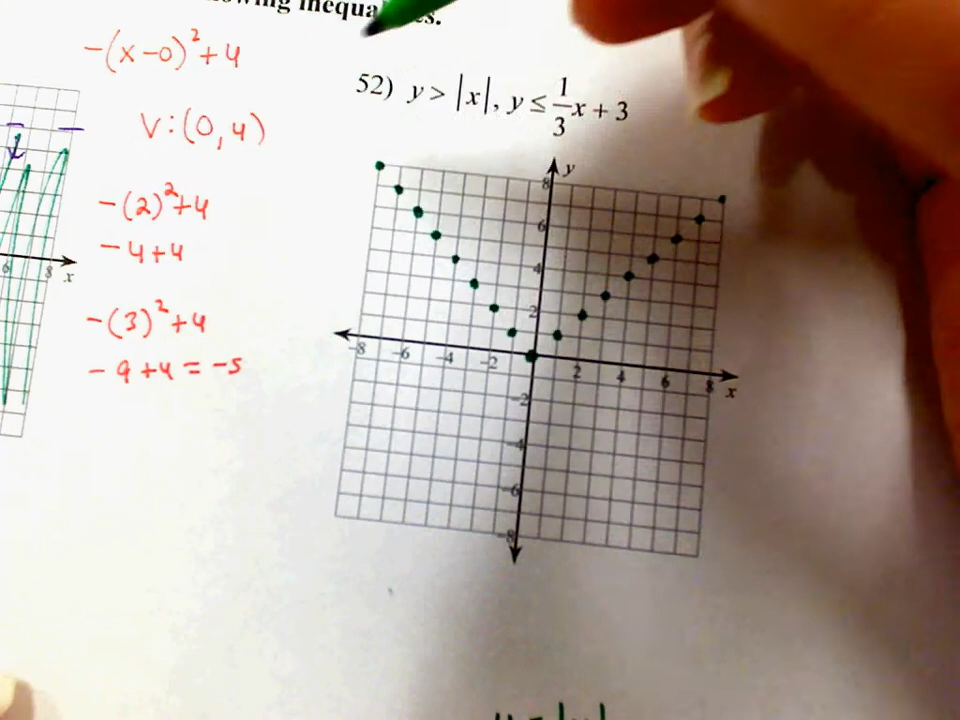 -(x-0)²+4
V:(0,4)
-(2)²+4
-4+4
-(3)²+4
-9+4=-5
52) y > |x|, y ≤ 1/3 x + 3
y
8
6
4
2
-8 -6 -4 -2 2 4 6 8 x
-2
-4
-6
-8
6 8 x